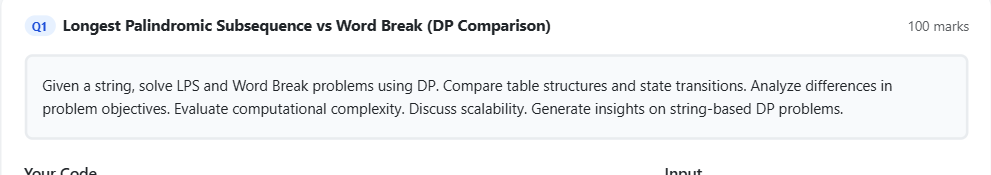 Q1 Longest Palindromic Subsequence vs Word Break (DP Comparison) 100 marks
Given a string, solve LPS and Word Break problems using DP. Compare table structures and state transitions. Analyze differences in
problem objectives. Evaluate computational complexity. Discuss scalability. Generate insights on string-based DP problems.
Your Code Input